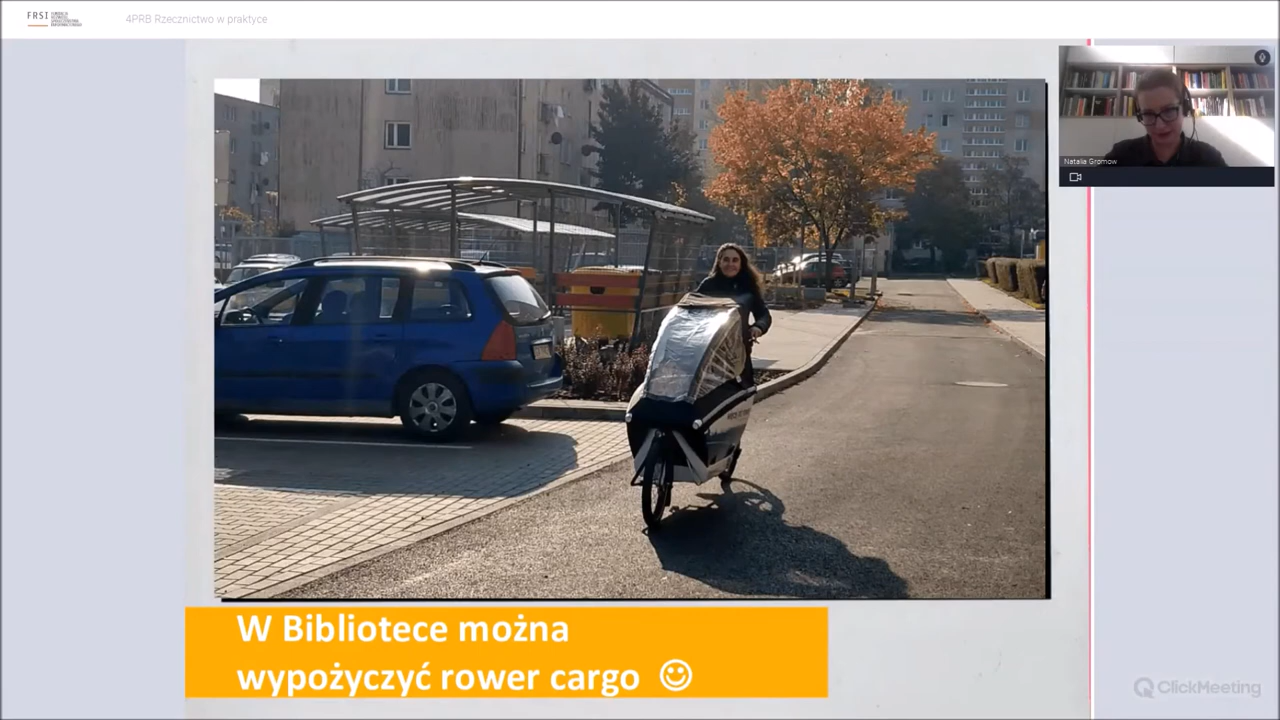 FRSI
4PRB Rzecznictwo w praktyce
Natalia Gromow
W Bibliotece można
wypożyczyć rower cargo ☺
ClickMeeting